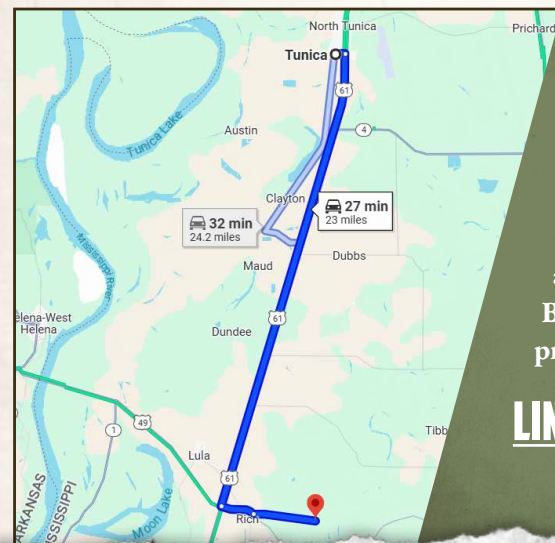 North Tunica
Prichard
Tunica
61
Austin
4
Tunica Lake
Clayton
27 min
23 miles
32 min
24.2 miles
Dubbs
Maud
Mississippi River
61
elena-West
Helena
Dundee
B
pr
49
1
Tibb
LIN
Lula
61
Moon Lake
Rich
ARKANSAS
MISSISSIPPI